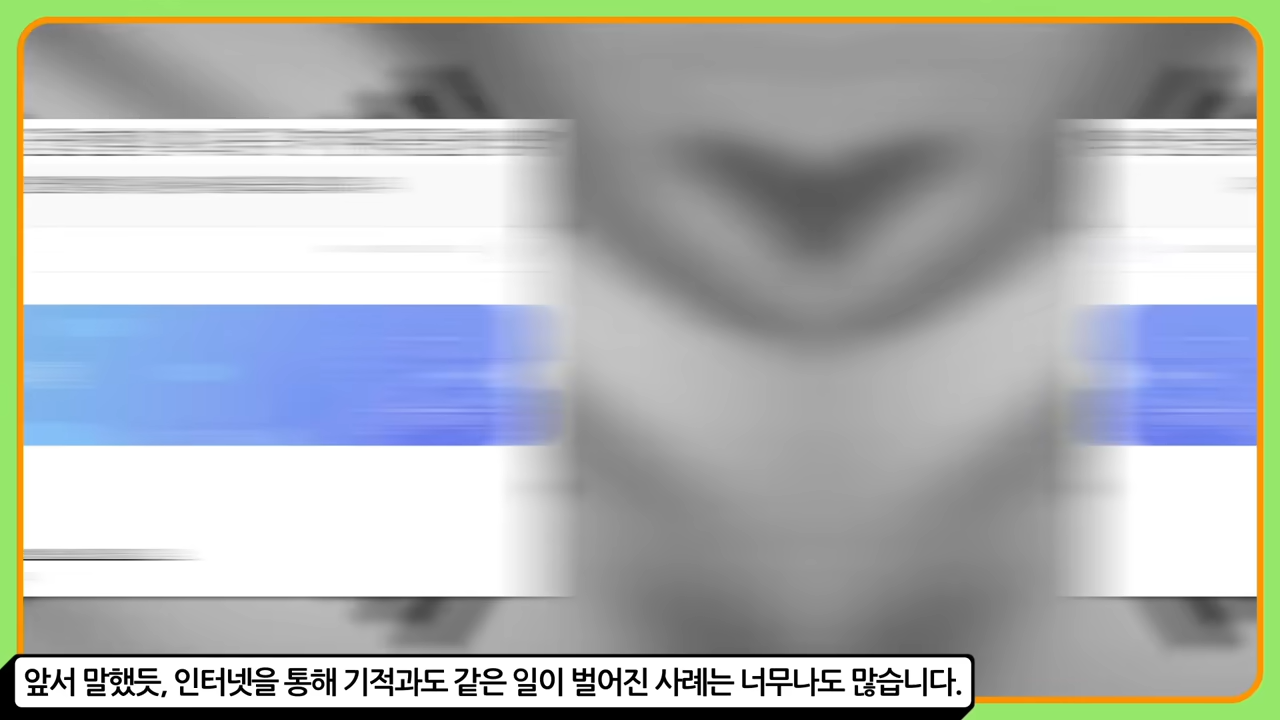 앞서 말했듯, 인터넷을 통해 기적과도 같은 일이 벌어진 사례는 너무나도 많습니다.